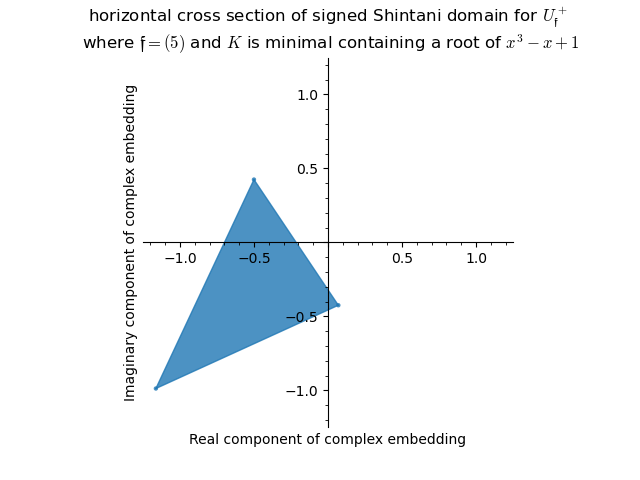 horizontal cross section of signed Shintani domain for $U_{\mathfrak{f}}^{+}$
where $\mathfrak{f} = (5)$ and $K$ is minimal containing a root of $x^3 - x + 1$
Imaginary component of complex embedding
1.0
0.5
−1.0
−0.5
0.5
1.0
−0.5
−1.0
Real component of complex embedding